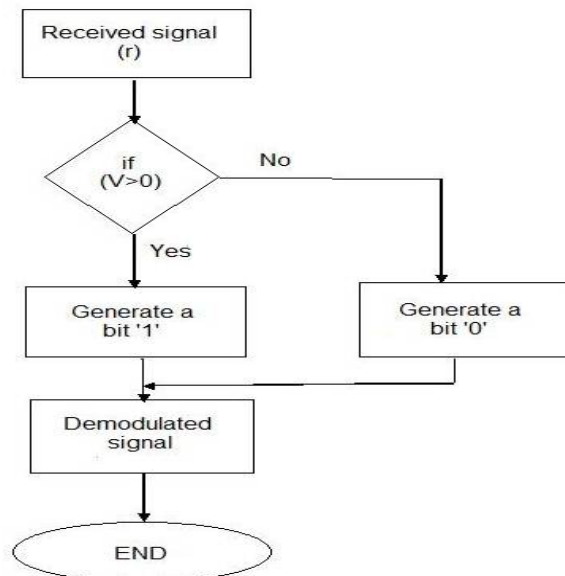 Received signal
(r)
if
(V>0)
No
Yes
Generate a
bit '1'
Generate a
bit '0'
Demodulated
signal
END